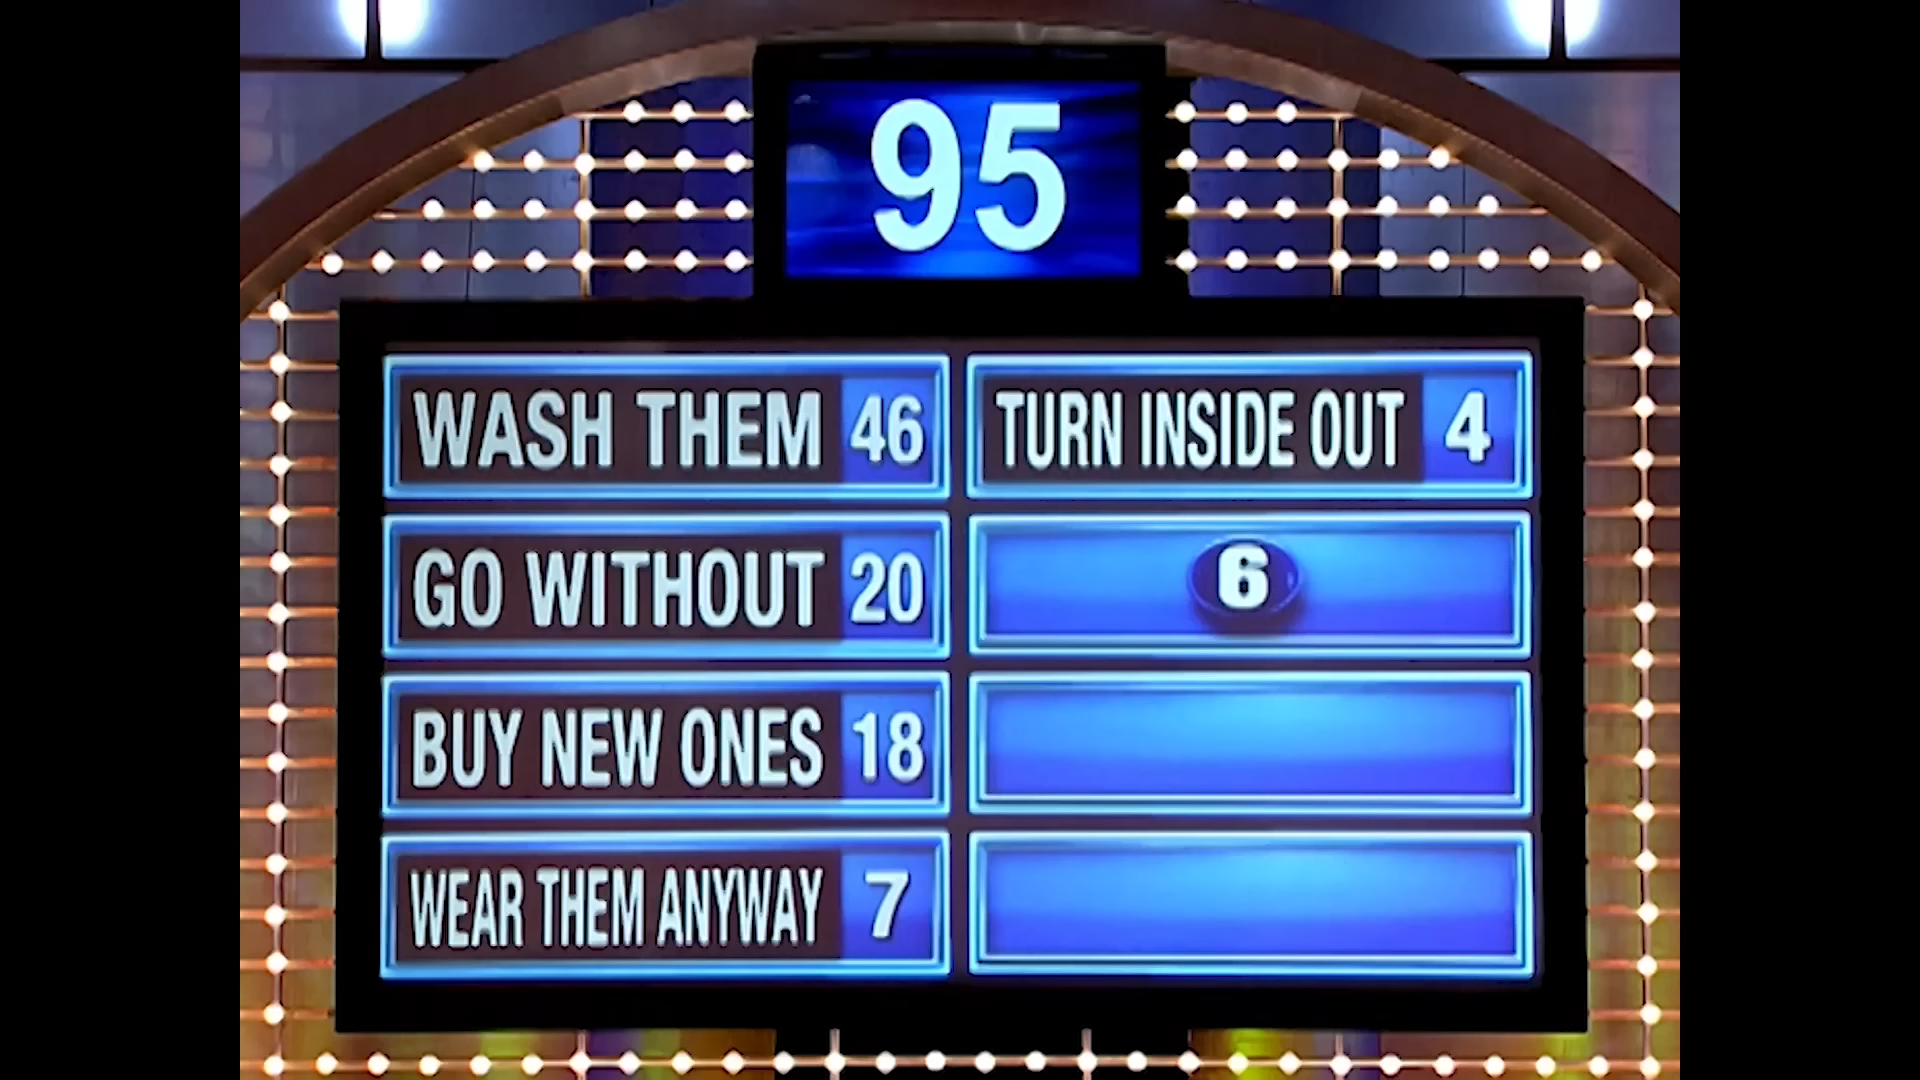 95
WASH THEM 46
GO WITHOUT 20
BUY NEW ONES 18
WEAR THEM ANYWAY 7
TURN INSIDE OUT 4
6